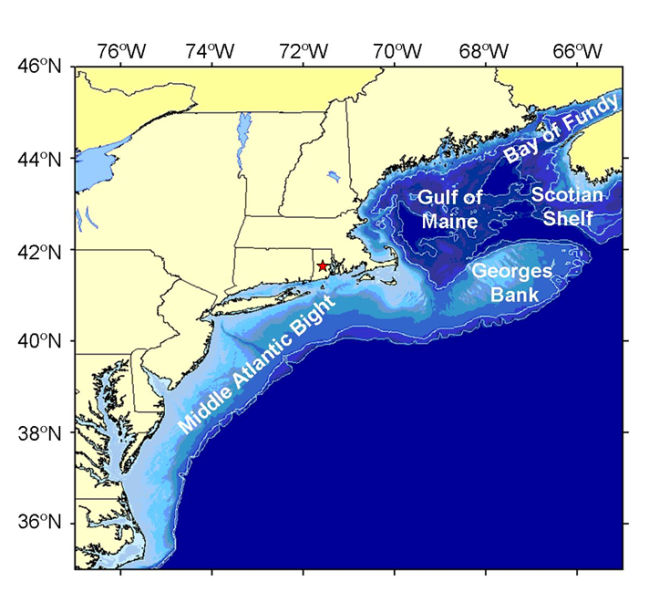 76°W 74°W 72°W 70°W 68°W 66°W
46°N
44°N
42°N
40°N
38°N
36°N
Bay of Fundy
Gulf of
Maine
Scotian
Shelf
Georges
Bank
Middle Atlantic Bight